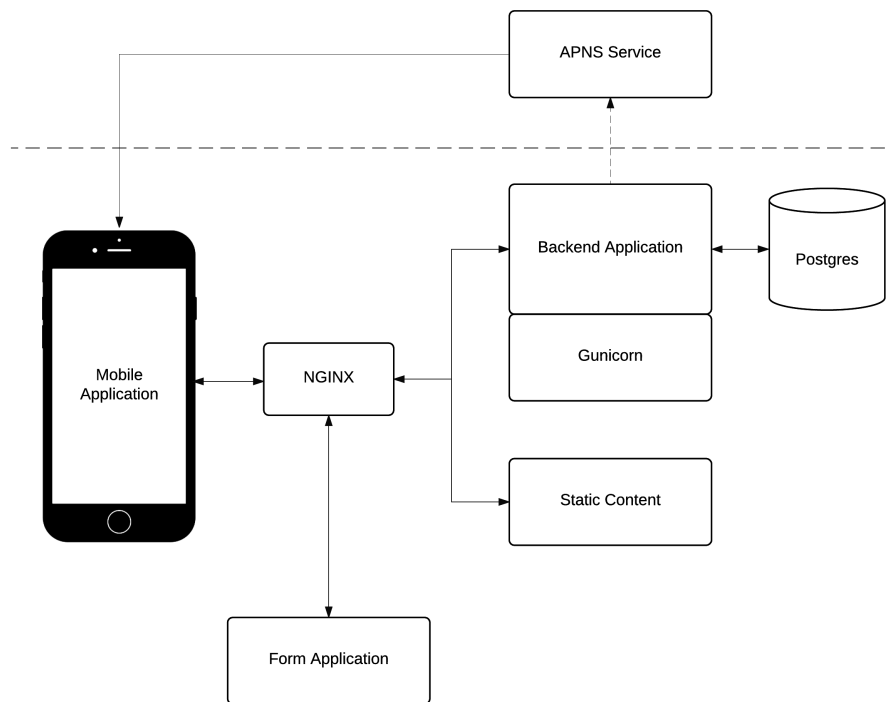 APNS Service
Backend Application
Postgres
Gunicorn
Mobile
Application
NGINX
Static Content
Form Application